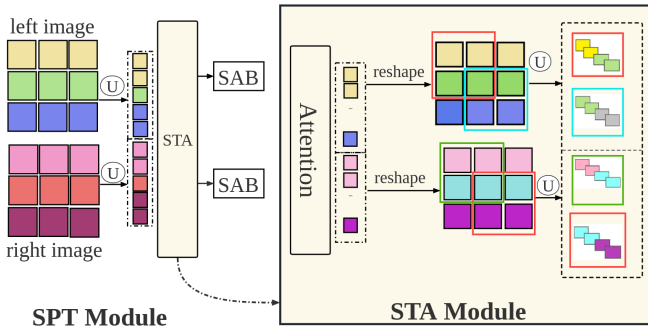 left image
U
STA
SAB
U
SAB
right image
SPT Module
Attention
reshape
U
reshape
U
STA Module